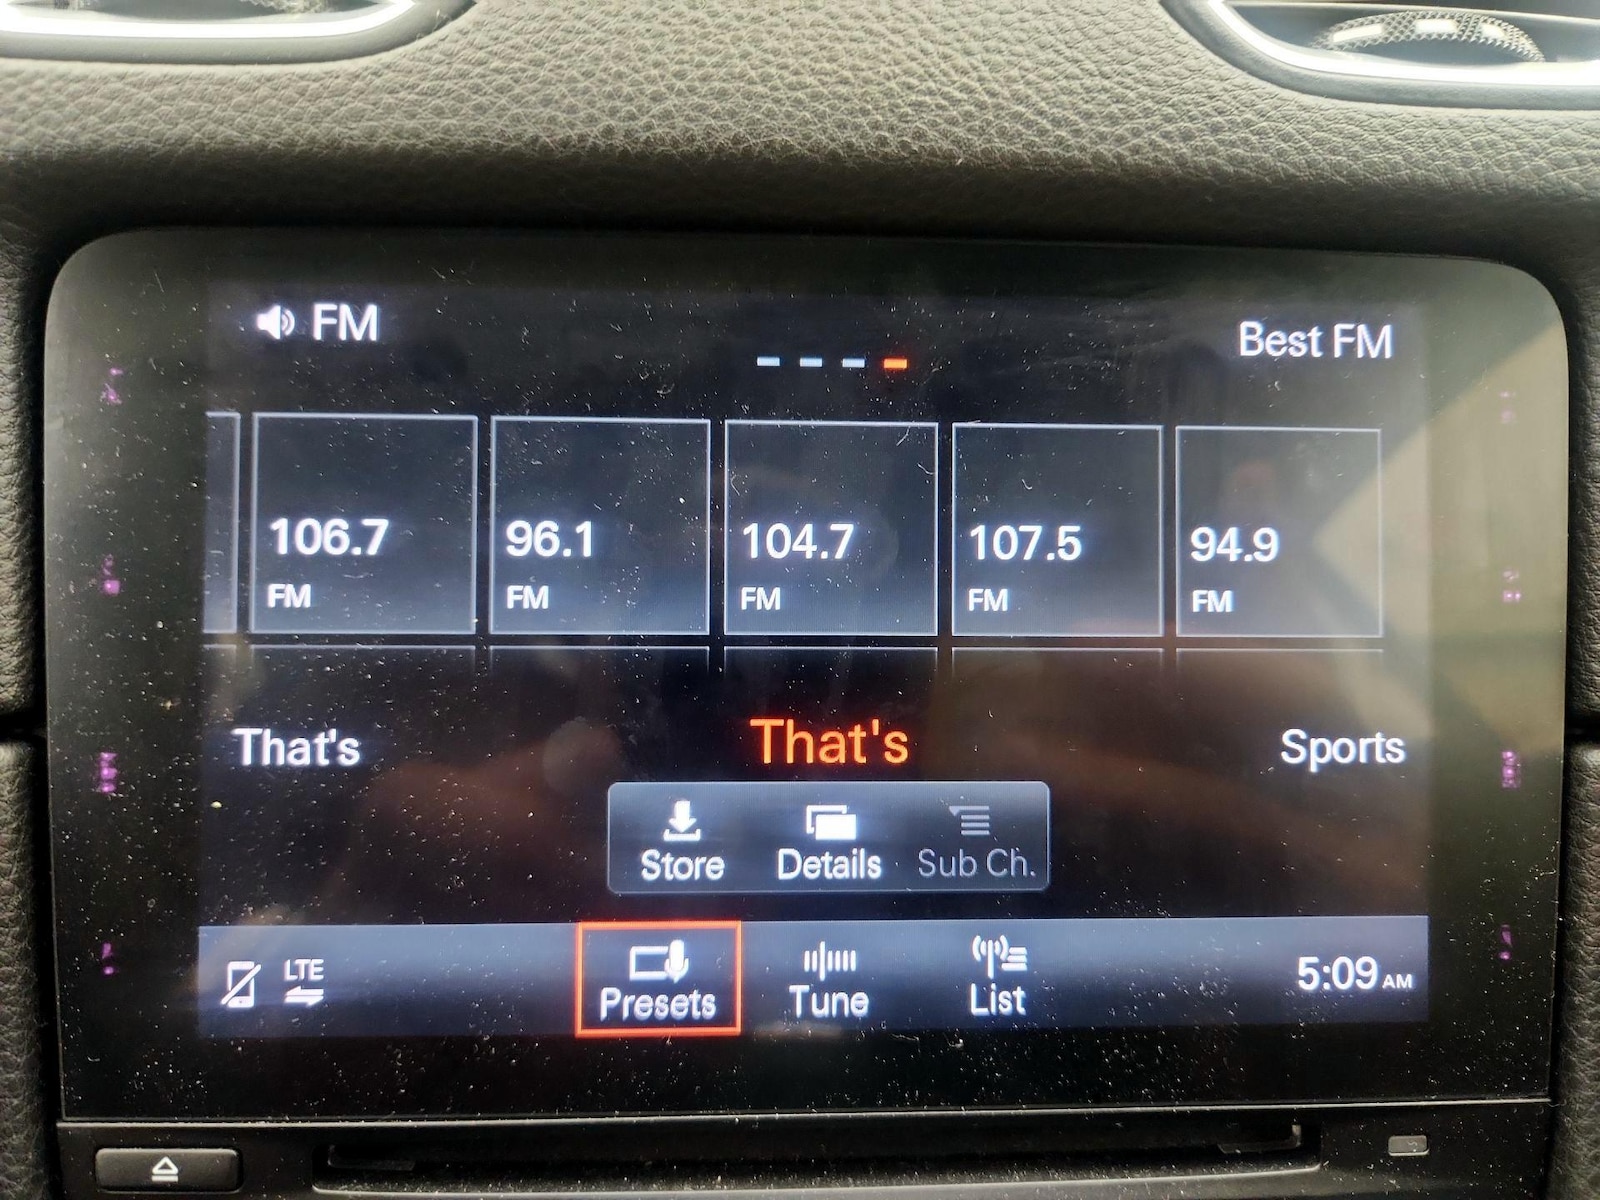 FM
Best FM
106.7 96.1 104.7 107.5 94.9
FM FM FM FM FM
That's That's Sports
Store Details Sub Ch.
LTE
Presets Tune List
5:09 AM